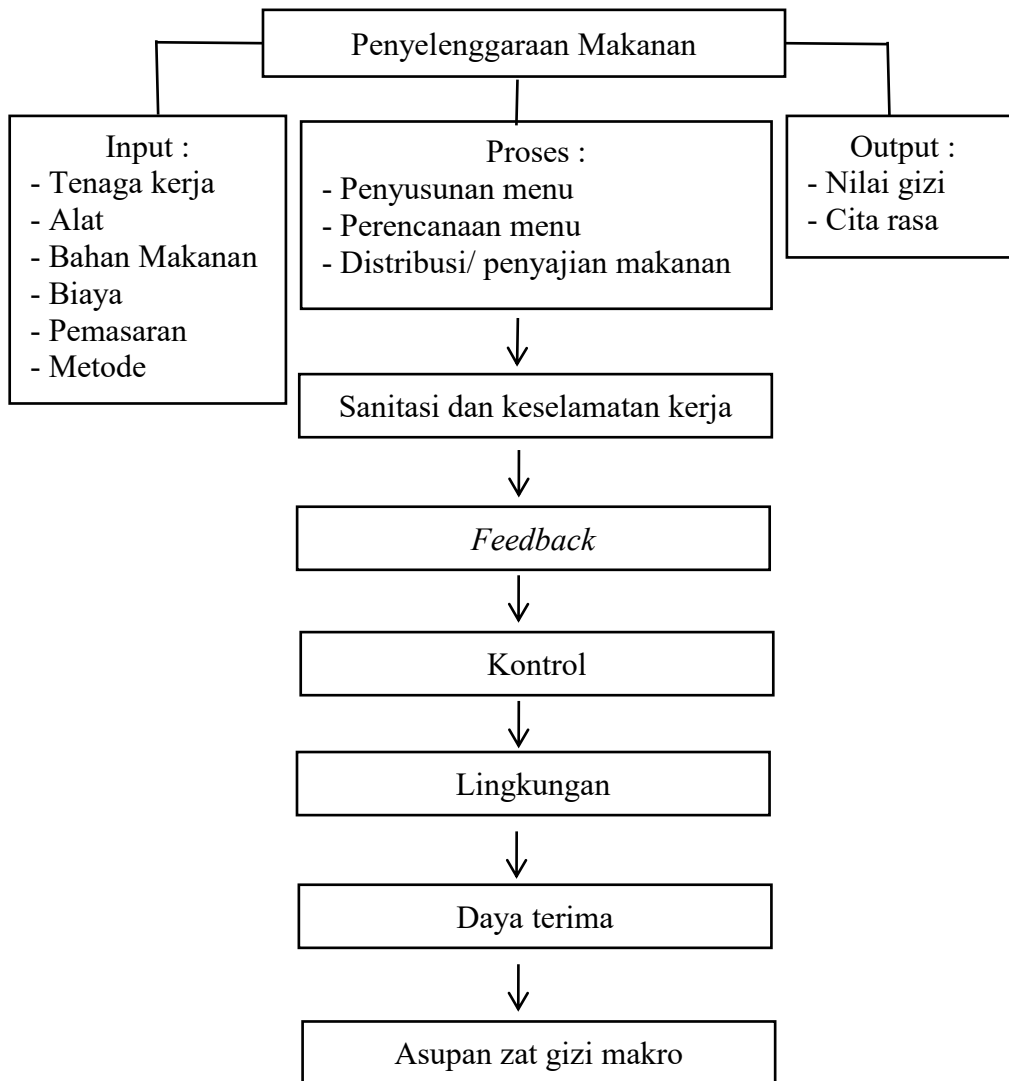 Penyelenggaraan Makanan
Input :
- Tenaga kerja
- Alat
- Bahan Makanan
- Biaya
- Pemasaran
- Metode
Proses :
- Penyusunan menu
- Perencanaan menu
- Distribusi/ penyajian makanan
Output :
- Nilai gizi
- Cita rasa
Sanitasi dan keselamatan kerja
Feedback
Kontrol
Lingkungan
Daya terima
Asupan zat gizi makro